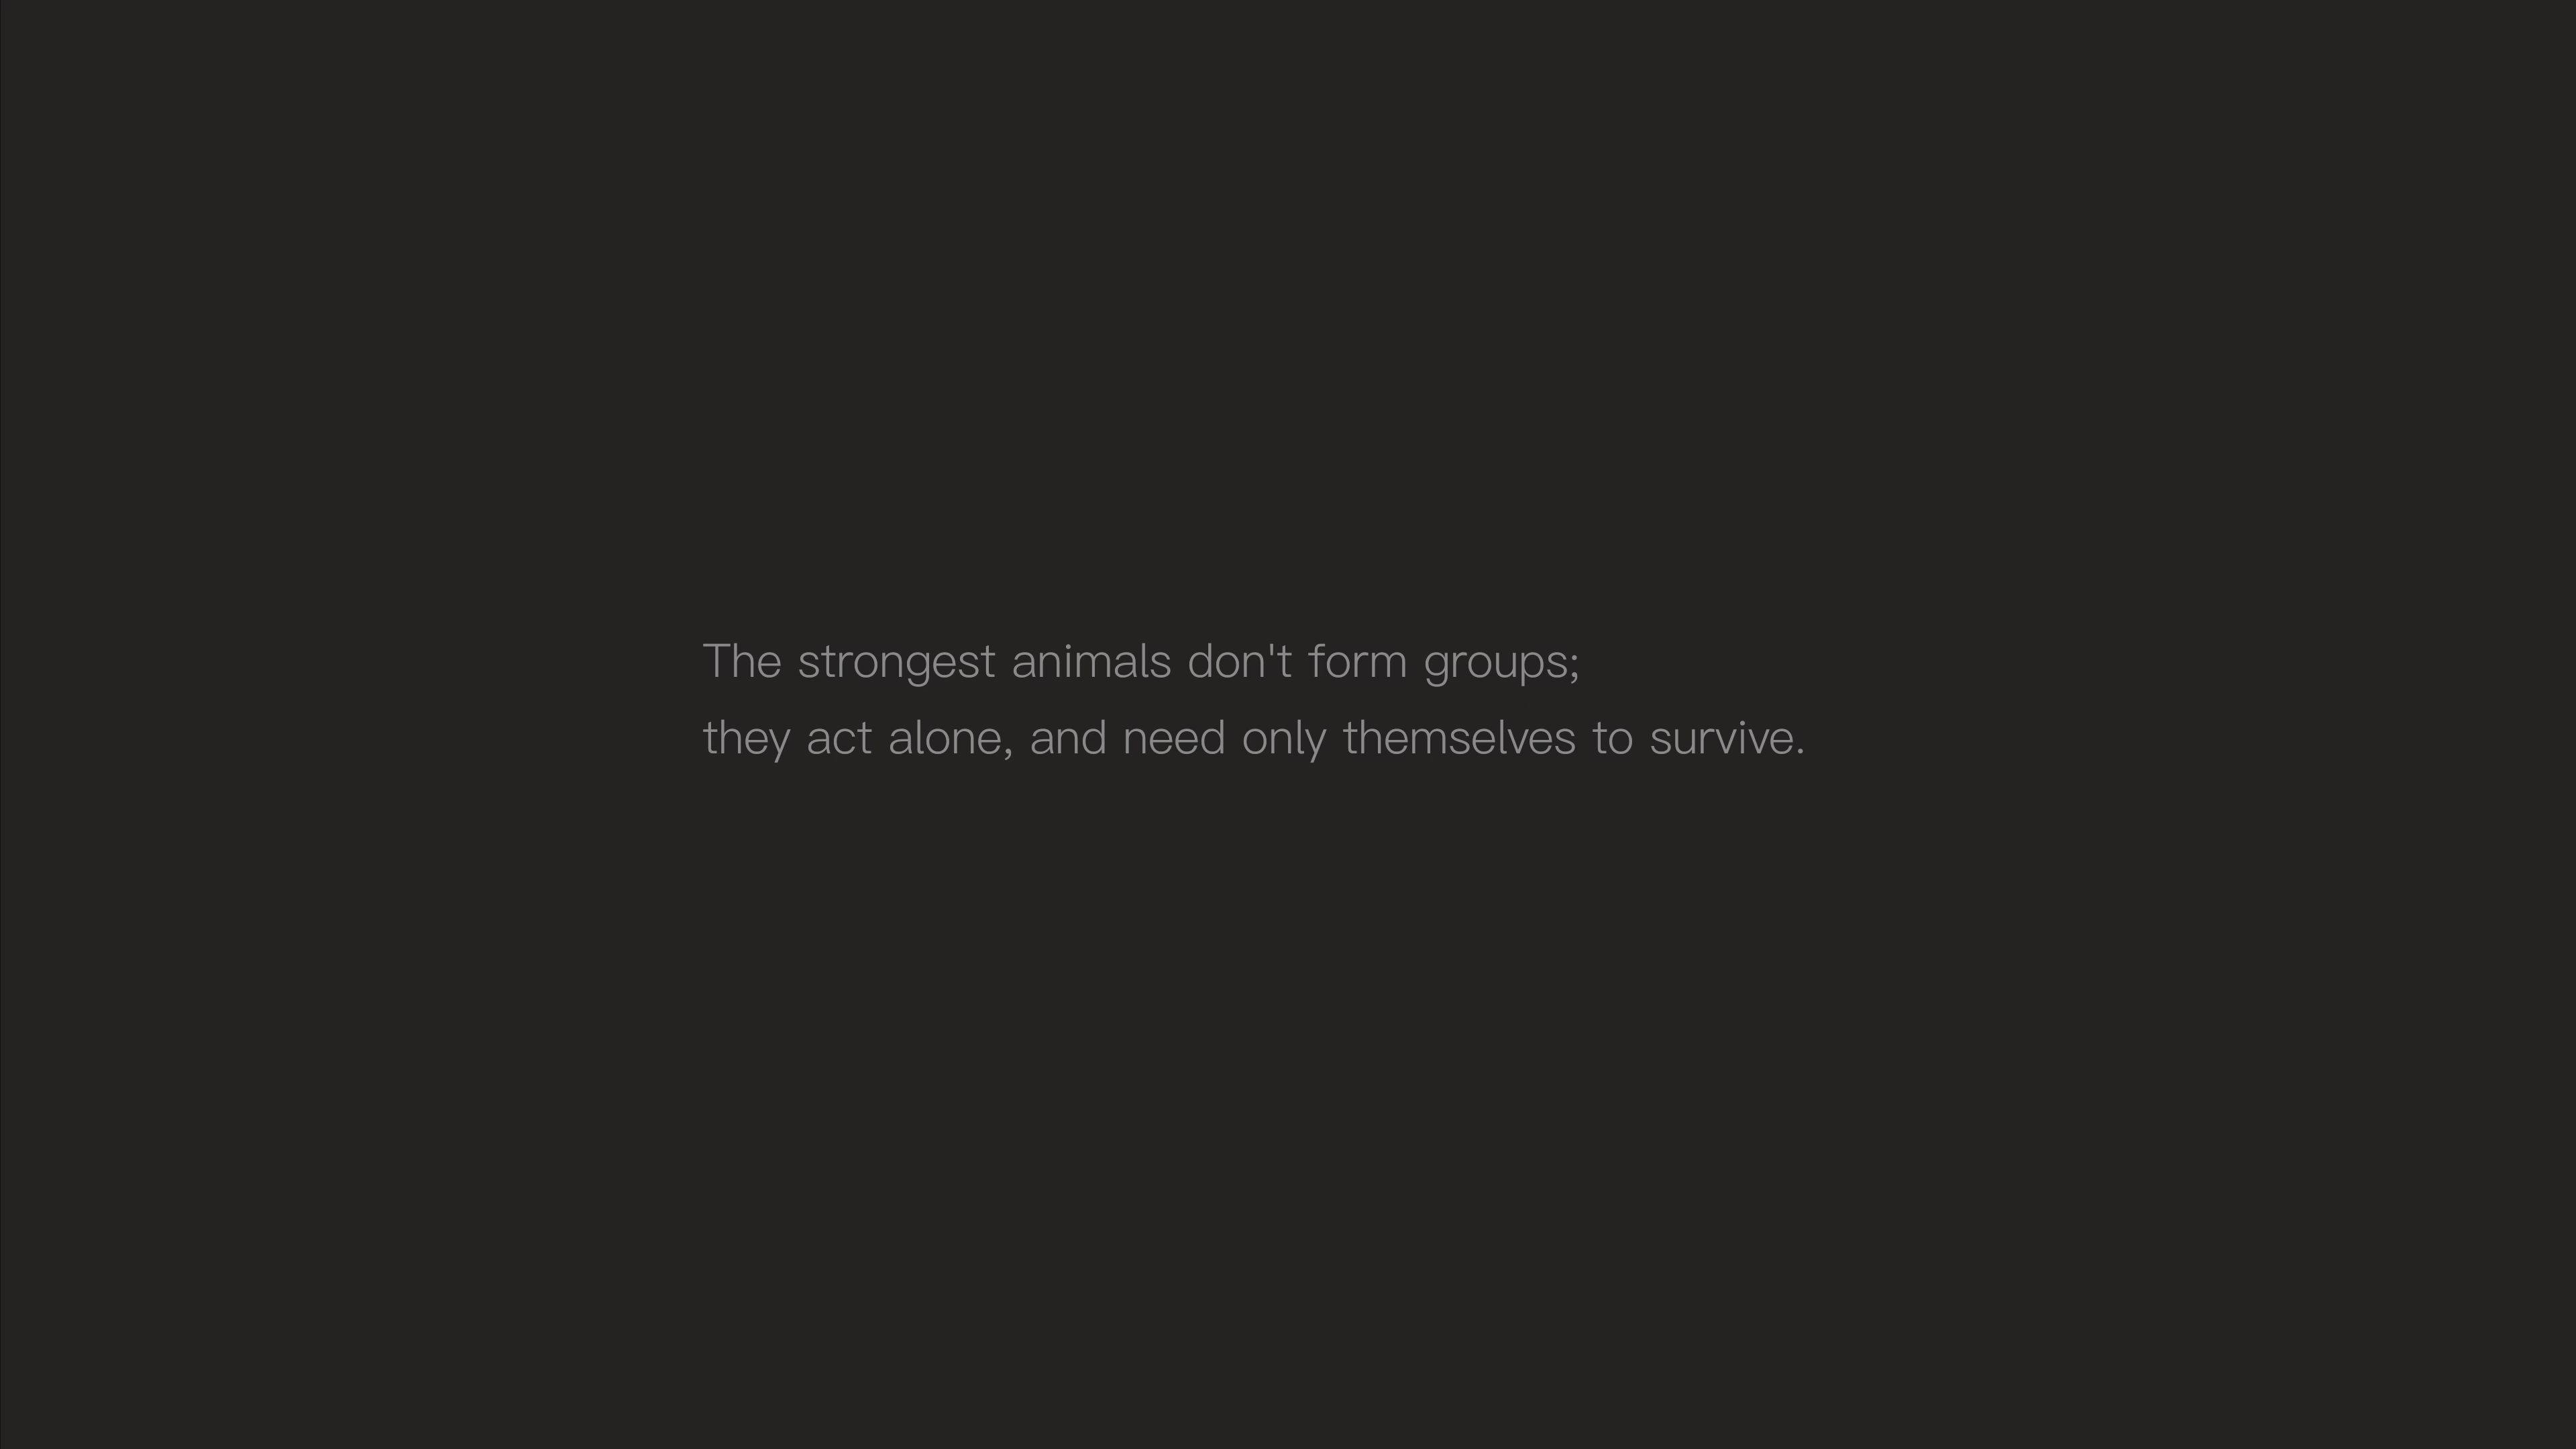 The strongest animals don't form groups;
they act alone, and need only themselves to survive.